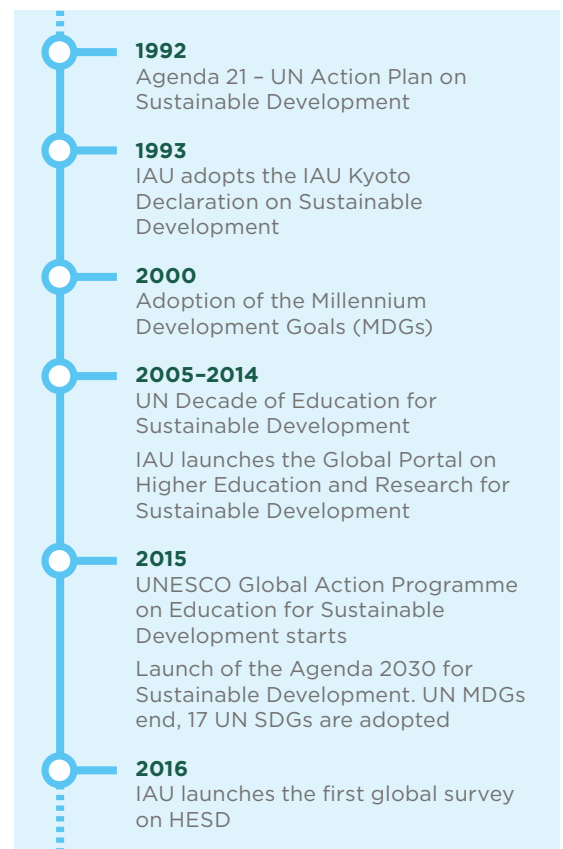 1992
Agenda 21 – UN Action Plan on
Sustainable Development
1993
IAU adopts the IAU Kyoto
Declaration on Sustainable
Development
2000
Adoption of the Millennium
Development Goals (MDGs)
2005–2014
UN Decade of Education for
Sustainable Development
IAU launches the Global Portal on
Higher Education and Research for
Sustainable Development
2015
UNESCO Global Action Programme
on Education for Sustainable
Development starts
Launch of the Agenda 2030 for
Sustainable Development. UN MDGs
end, 17 UN SDGs are adopted
2016
IAU launches the first global survey
on HESD